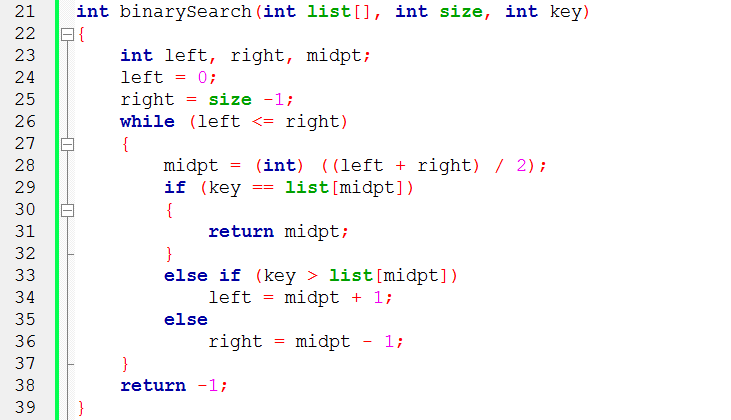 21 int binarySearch(int list[], int size, int key)
22 {
23     int left, right, midpt;
24     left = 0;
25     right = size -1;
26     while (left <= right)
27     {
28         midpt = (int) ((left + right) / 2);
29         if (key == list[midpt])
30         {
31             return midpt;
32         }
33         else if (key > list[midpt])
34             left = midpt + 1;
35         else
36             right = midpt - 1;
37     }
38     return -1;
39 }